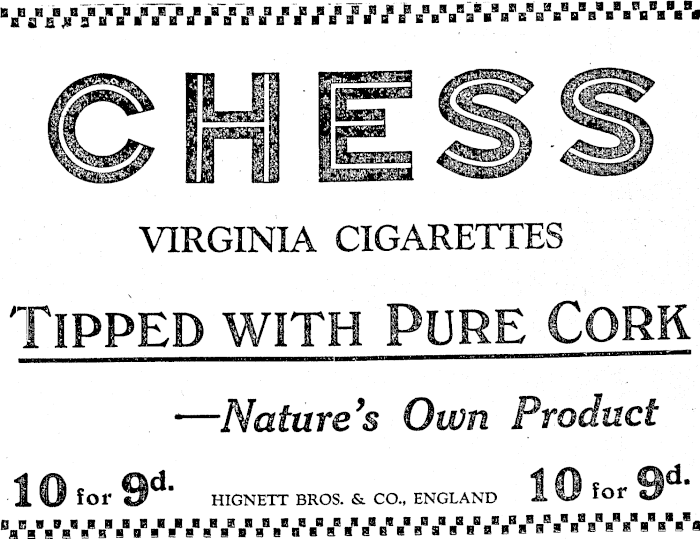 CHESS
VIRGINIA CIGARETTES
TIPPED WITH PURE CORK
—Nature's Own Product
10 for 9d. HIGNETT BROS. & CO., ENGLAND 10 for 9d.